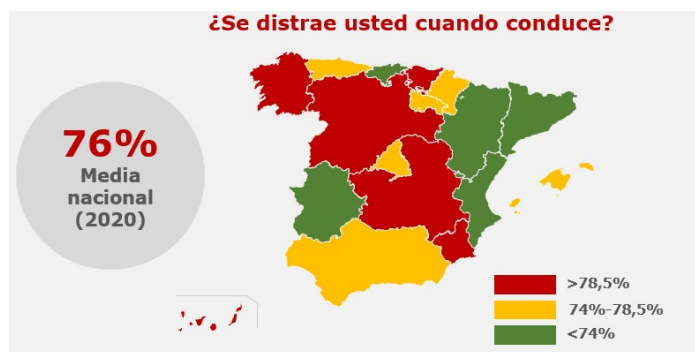 ¿Se distrae usted cuando conduce?
76%
Media
nacional
(2020)
>78,5%
74%-78,5%
<74%